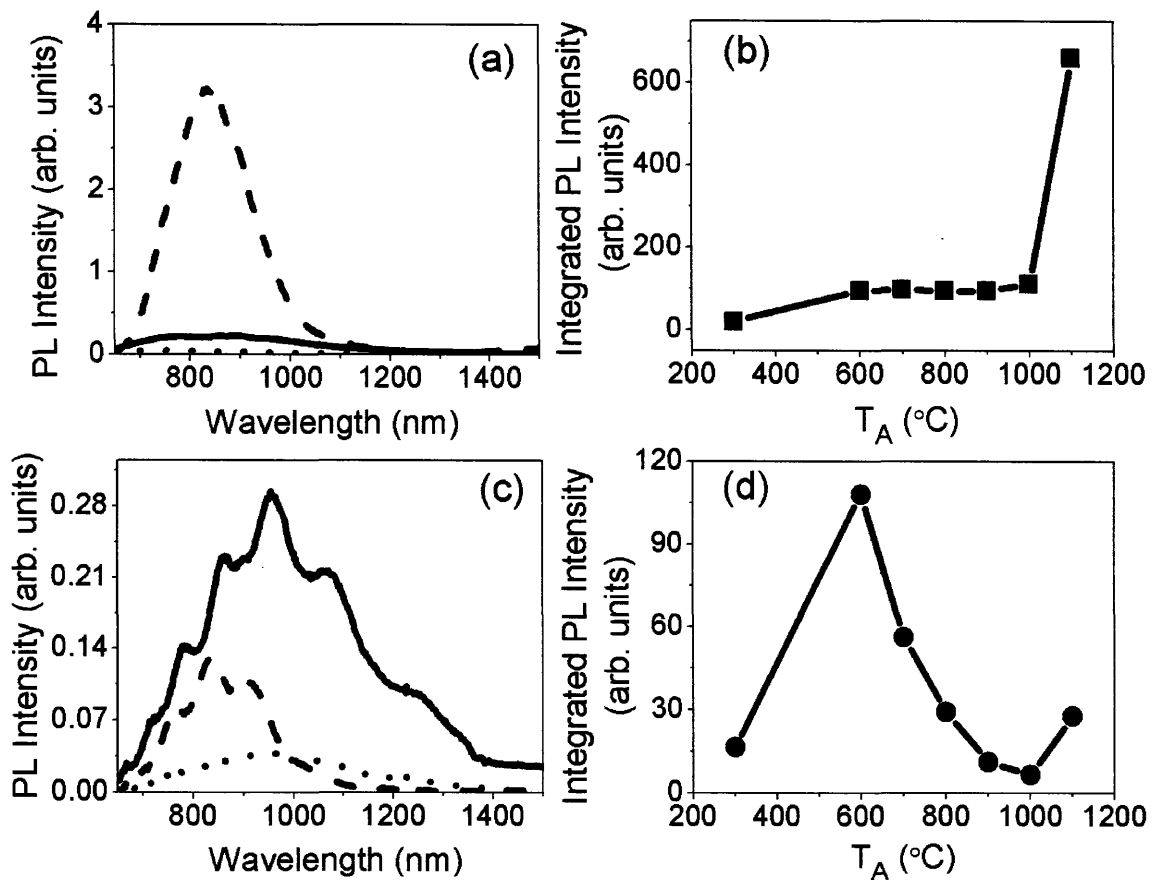 (a)
PL Intensity (arb. units)
4
3
2
1
0
800 1000 1200 1400
Wavelength (nm)
(b)
Integrated PL Intensity
(arb. units)
600
400
200
0
200 400 600 800 1000 1200
T_A (°C)
(c)
PL Intensity (arb. units)
0.28
0.21
0.14
0.07
0.00
800 1000 1200 1400
Wavelength (nm)
(d)
Integrated PL Intensity
(arb. units)
120
90
60
30
0
200 400 600 800 1000 1200
T_A (°C)